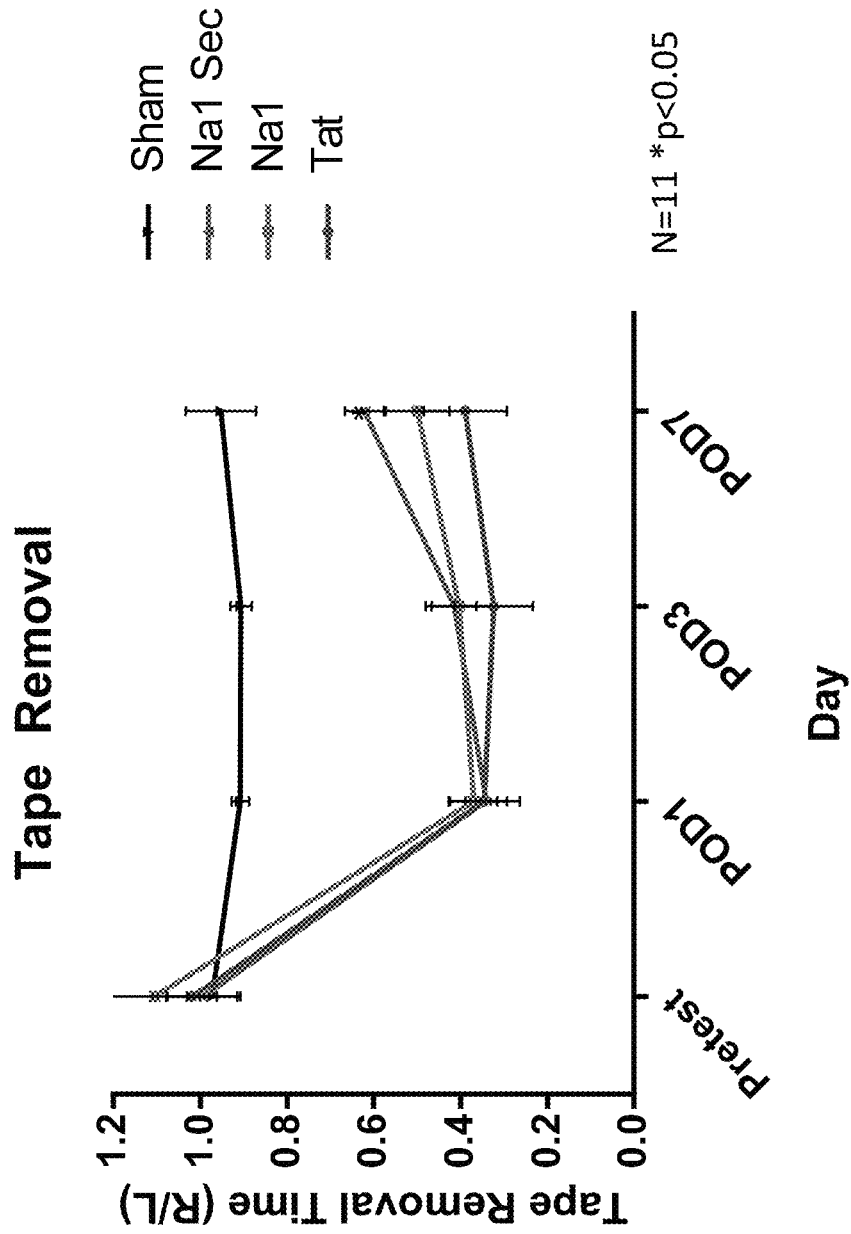 Tape Removal
Tape Removal Time (R/L)
1.2
1.0
0.8
0.6
0.4
0.2
0.0
Pretest
POD1
POD3
POD7
Day
Sham
Na1 Sec
Na1
Tat
*
N=11 *p<0.05